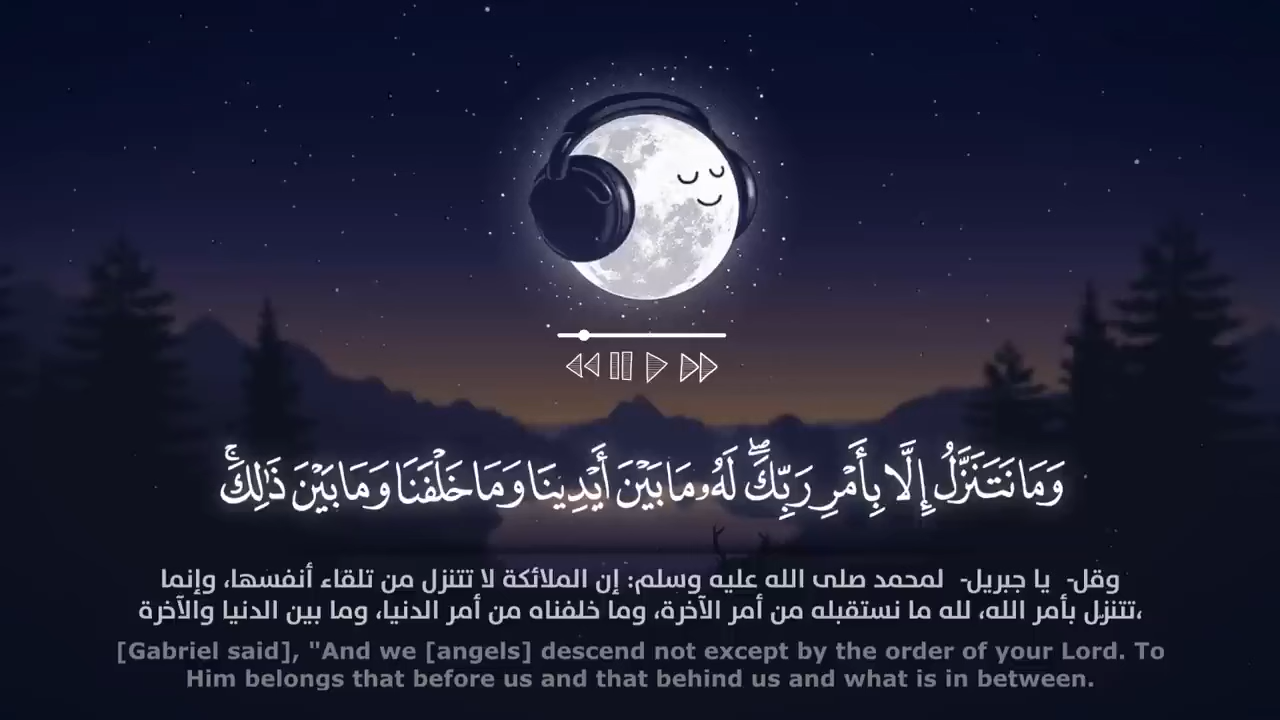 وَمَا نَتَنَزَّلُ إِلَّا بِأَمْرِ رَبِّكَۖ لَهُۥ مَا بَيْنَ أَيْدِينَا وَمَا خَلْفَنَا وَمَا بَيْنَ ذَٰلِكَۚ
وقل- يا جبريل- لمحمد صلى الله عليه وسلم: إن الملائكة لا تتنزل من تلقاء أنفسها، وإنما
تتنزل بأمر الله، لله ما نستقبله من أمر الآخرة، وما خلفناه من أمر الدنيا، وما بين الدنيا والآخرة،
[Gabriel said], "And we [angels] descend not except by the order of your Lord. To
Him belongs that before us and that behind us and what is in between.